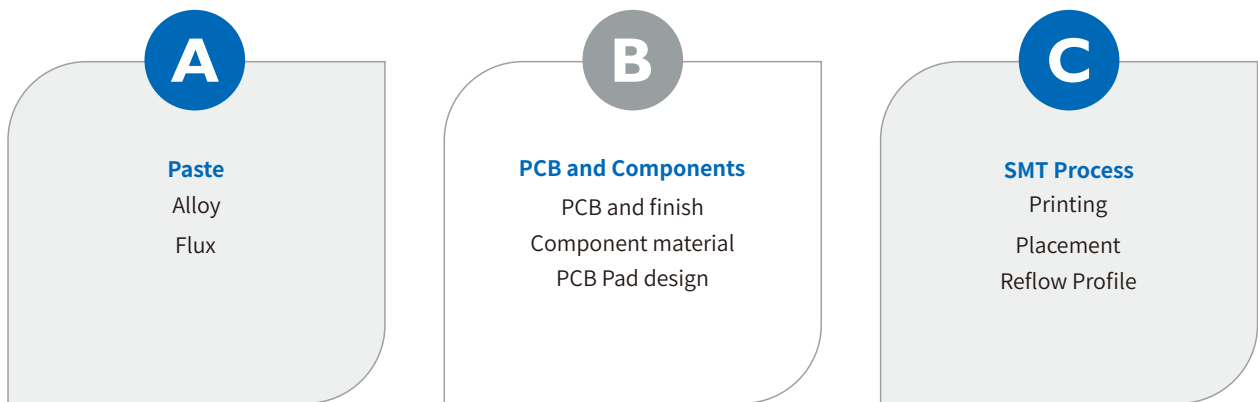 A
Paste
Alloy
Flux
B
PCB and Components
PCB and finish
Component material
PCB Pad design
C
SMT Process
Printing
Placement
Reflow Profile